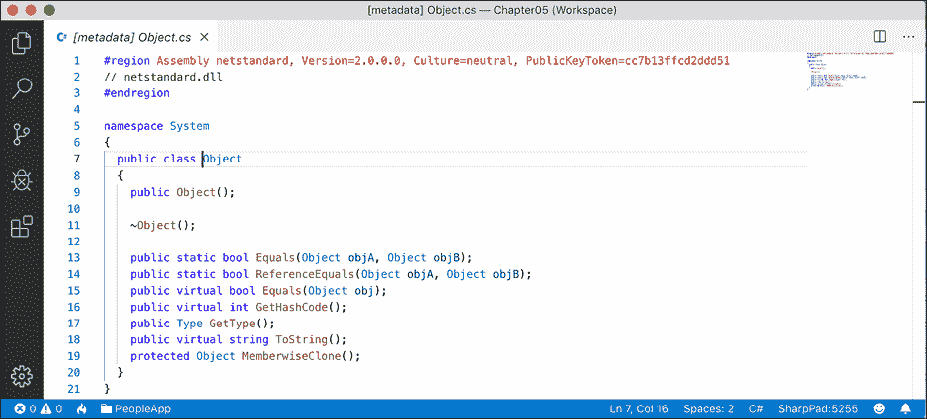 [metadata] Object.cs — Chapter05 (Workspace)
[metadata] Object.cs ×
1 #region Assembly netstandard, Version=2.0.0.0, Culture=neutral, PublicKeyToken=cc7b13ffcd2ddd51
2 // netstandard.dll
3 #endregion
4
5 namespace System
6 {
7 public class Object
8 {
9 public Object();
10
11 ~Object();
12
13 public static bool Equals(Object objA, Object objB);
14 public static bool ReferenceEquals(Object objA, Object objB);
15 public virtual bool Equals(Object obj);
16 public virtual int GetHashCode();
17 public Type GetType();
18 public virtual string ToString();
19 protected Object MemberwiseClone();
20 }
21 }
0 0 PeopleApp Ln 7, Col 16 Spaces: 2 C# SharpPad:5255